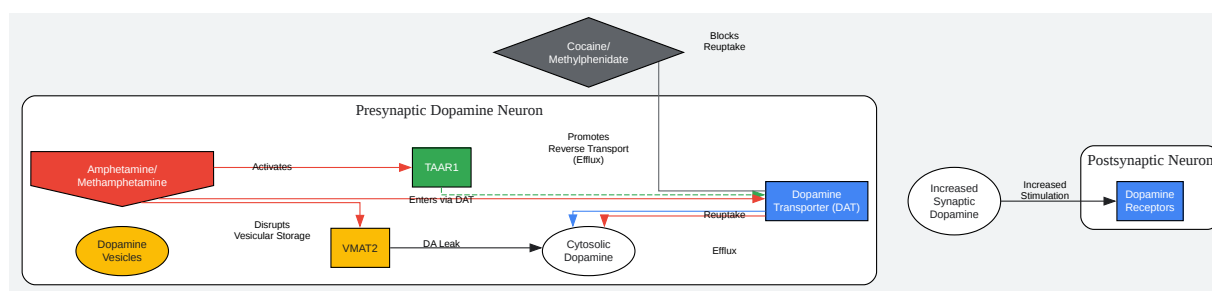 Cocaine/
Methylphenidate
Blocks
Reuptake
Presynaptic Dopamine Neuron
Amphetamine/
Methamphetamine
Activates
TAAR1
Promotes
Reverse Transport
(Efflux)
Enters via DAT
Dopamine
Transporter (DAT)
Reuptake
Disrupts
Vesicular Storage
Dopamine
Vesicles
VMAT2
DA Leak
Cytosolic
Dopamine
Efflux
Increased
Synaptic
Dopamine
Increased
Stimulation
Postsynaptic Neuron
Dopamine
Receptors